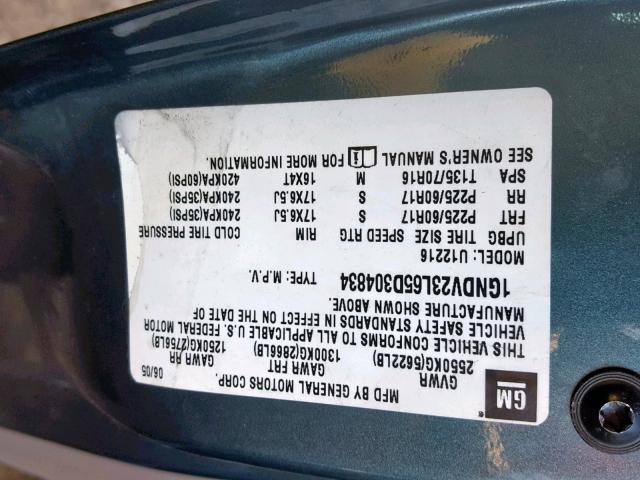 GM
MFD BY GENERAL MOTORS CORP. 06/05
GVWR GAWR FRT GAWR RR
2550KG(5622LB) 1300KG(2866LB) 1250KG(2756LB)
THIS VEHICLE CONFORMS TO ALL APPLICABLE U.S. FEDERAL MOTOR
VEHICLE SAFETY STANDARDS IN EFFECT ON THE DATE OF
MANUFACTURE SHOWN ABOVE.
1GNDV23L65D304834 TYPE: M.P.V.
MODEL: U12216
UPBG TIRE SIZE SPEED RTG RIM COLD TIRE PRESSURE
FRT P225/60R17 S 17X6.5J 240KPA(35PSI)
RR P225/60R17 S 17X6.5J 240KPA(35PSI)
SPA T135/70R16 M 16X4T 420KPA(60PSI)
SEE OWNER'S MANUAL FOR MORE INFORMATION.